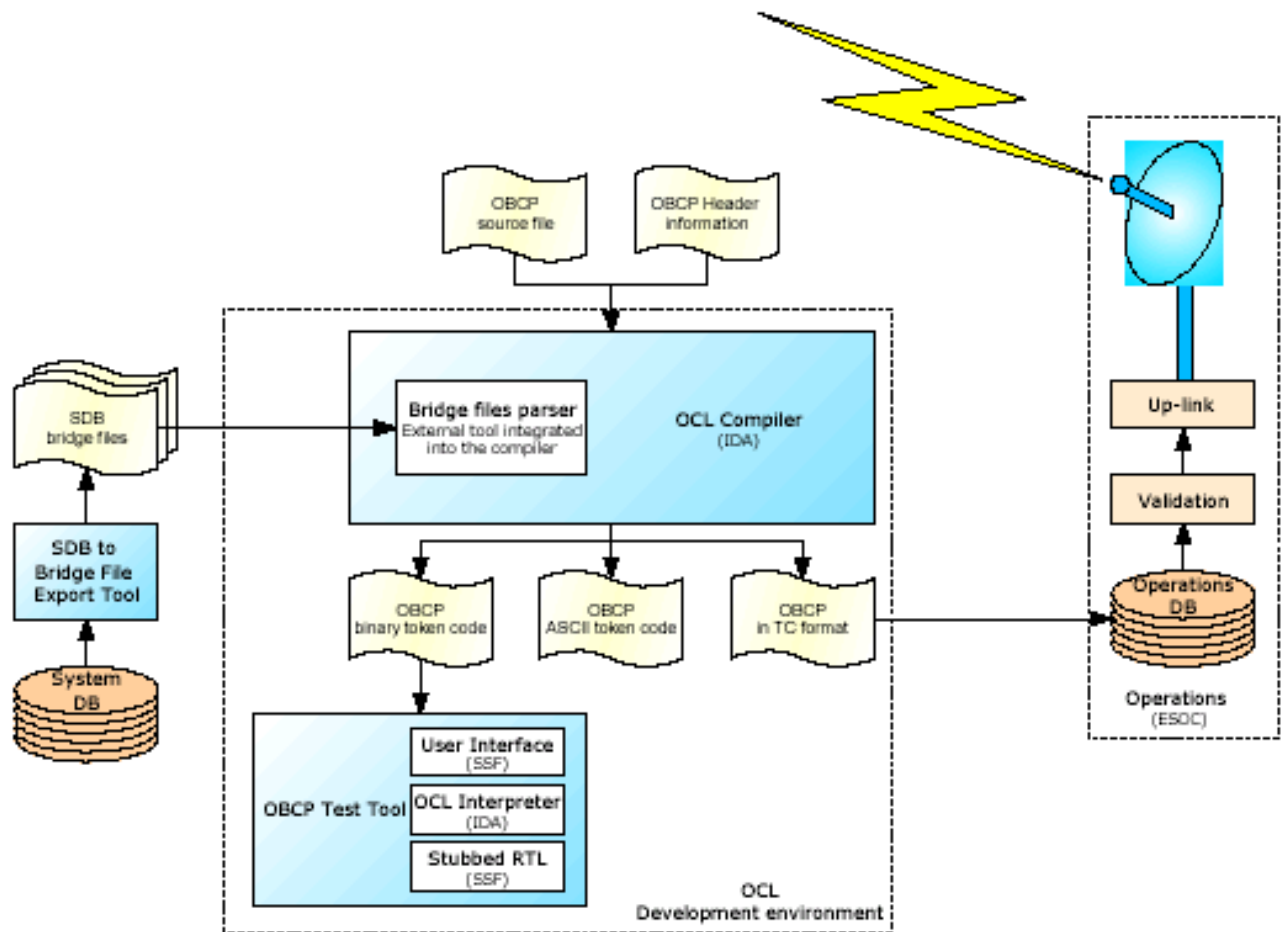 OBCP
source file
OBCP Header
information
SDB
bridge files
Bridge files parser
External tool integrated
into the compiler
OCL Compiler
(IDA)
Up-link
Validation
SDB to
Bridge File
Export Tool
OBCP
binary token code
OBCP
ASCII token code
OBCP
in TC format
Operations
DB
System
DB
Operations
(ESOC)
User Interface
(SSF)
OBCP Test Tool
OCL Interpreter
(IDA)
Stubbed RTL
(SSF)
OCL
Development environment